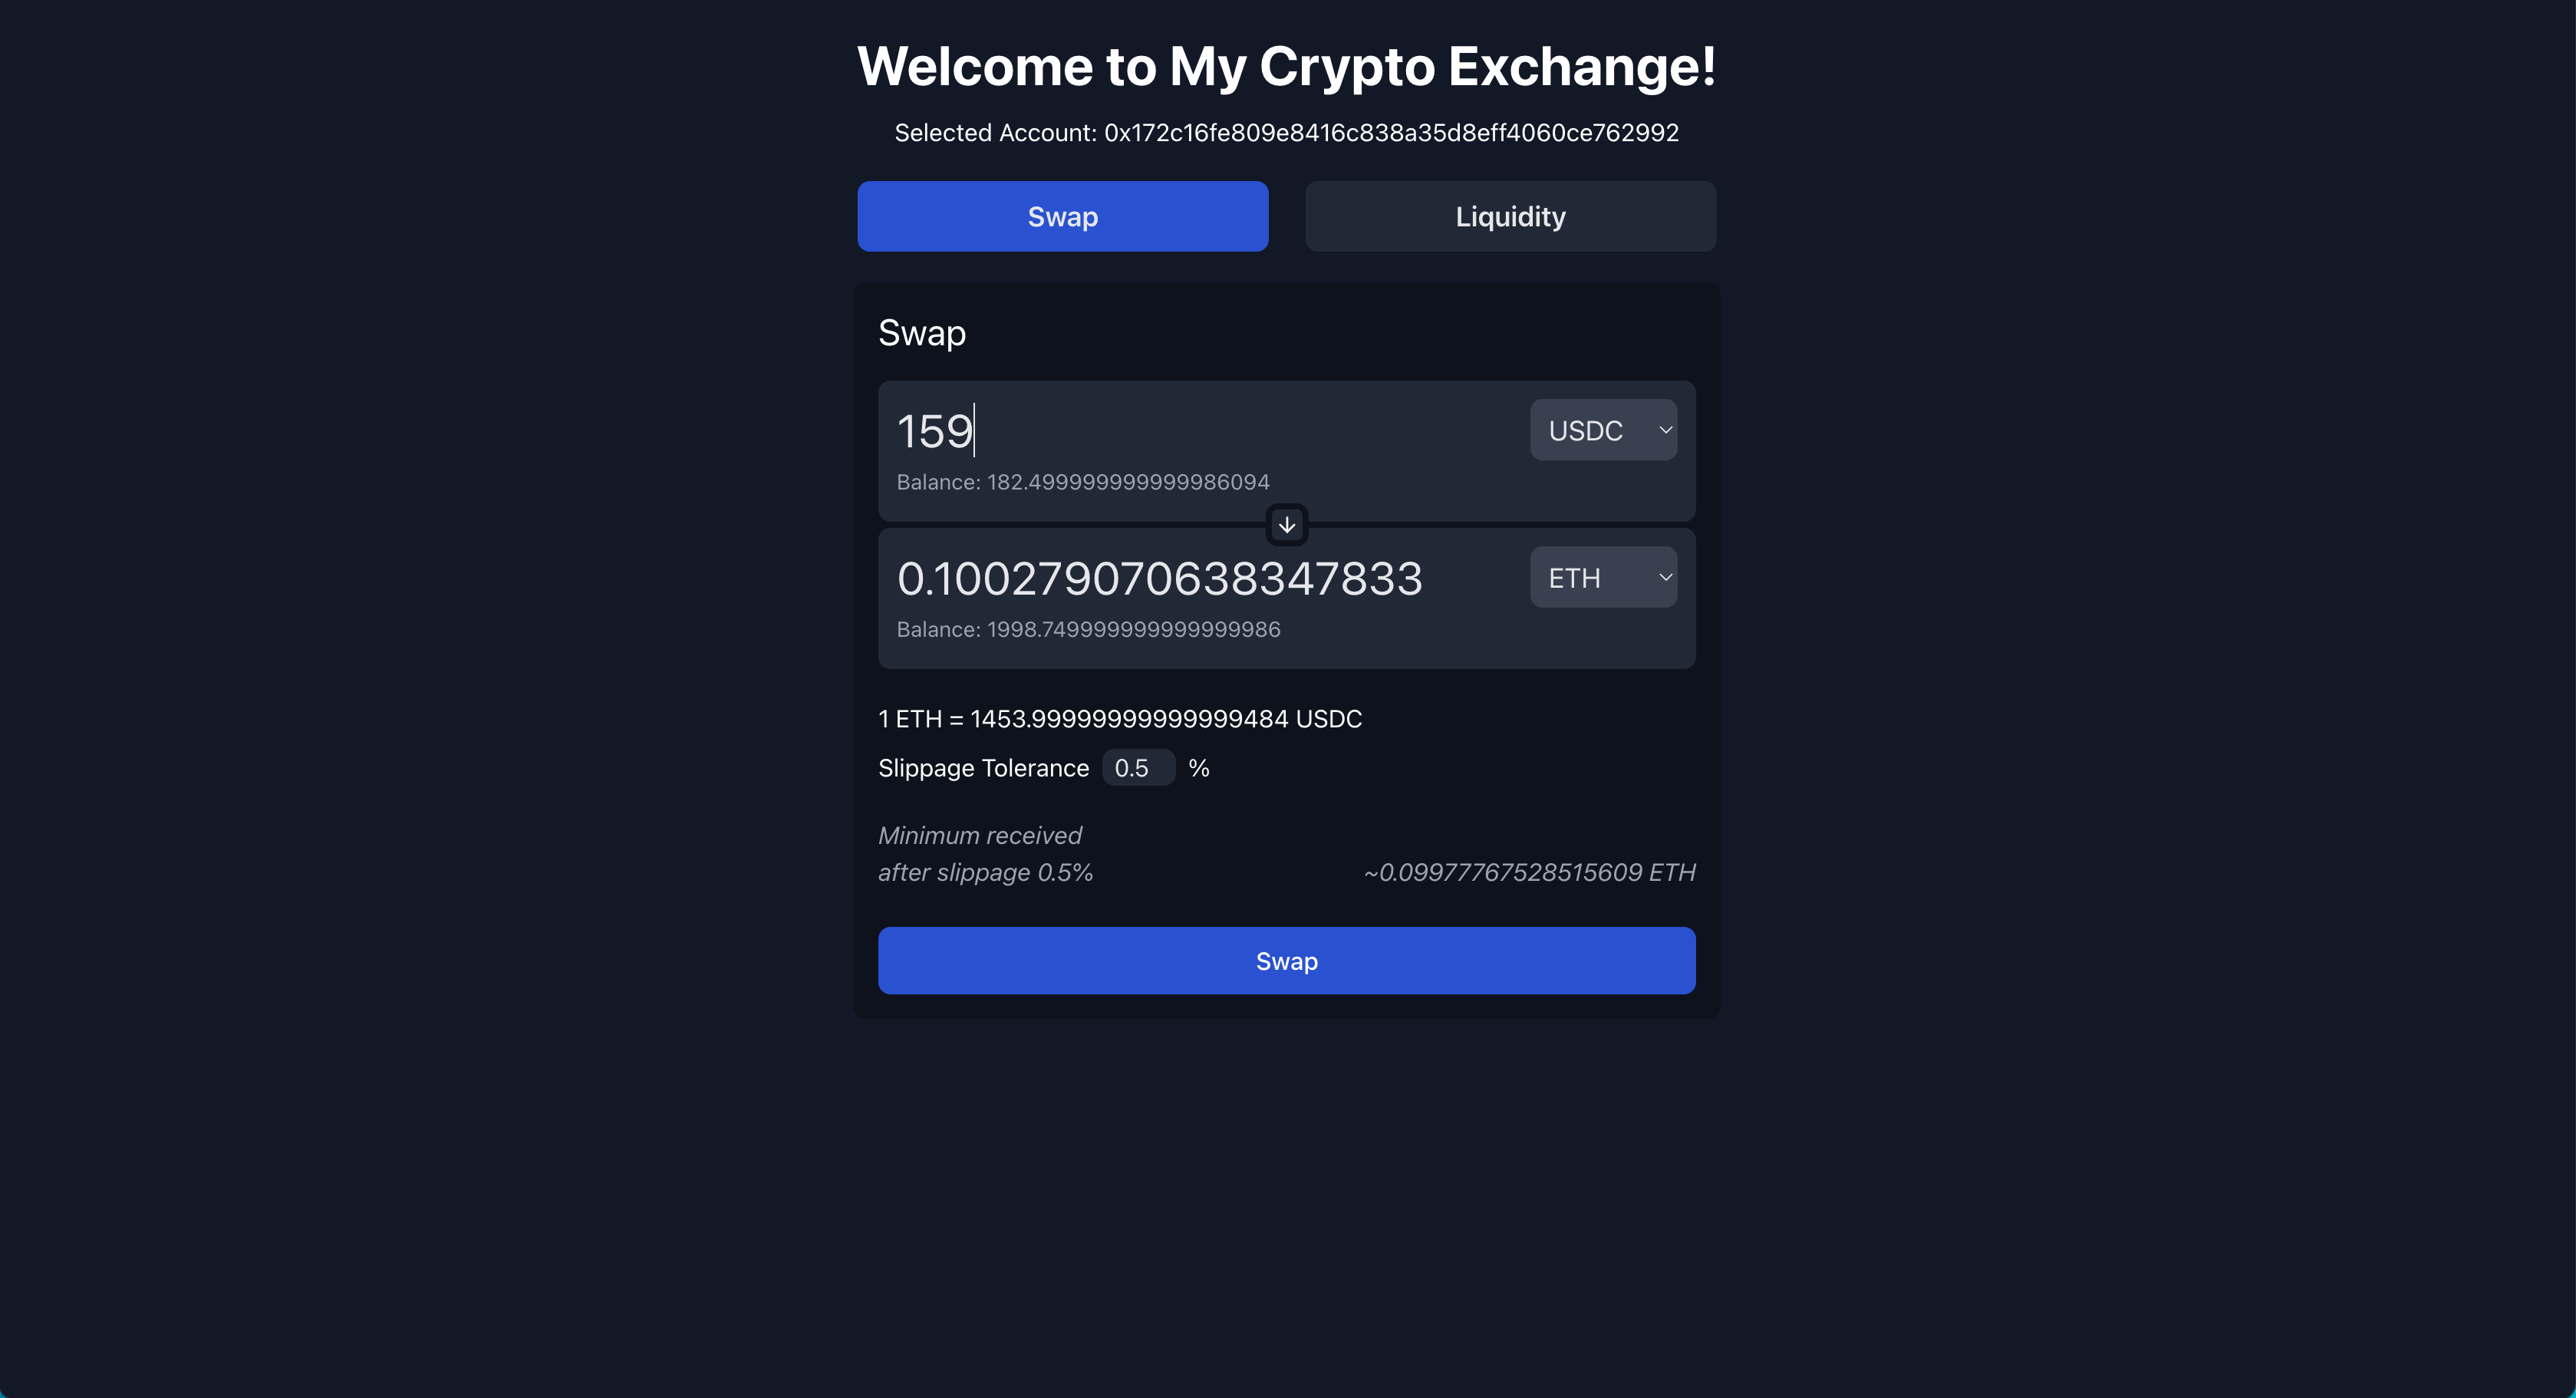 Welcome to My Crypto Exchange!
Selected Account: 0x172c16fe809e8416c838a35d8eff4060ce762992
Swap
Liquidity
Swap
159
USDC
Balance: 182.499999999999986094
0.100279070638347833
ETH
Balance: 1998.749999999999999986
1 ETH = 1453.99999999999999484 USDC
Slippage Tolerance 0.5 %
Minimum received
after slippage 0.5%
~0.09977767528515609 ETH
Swap